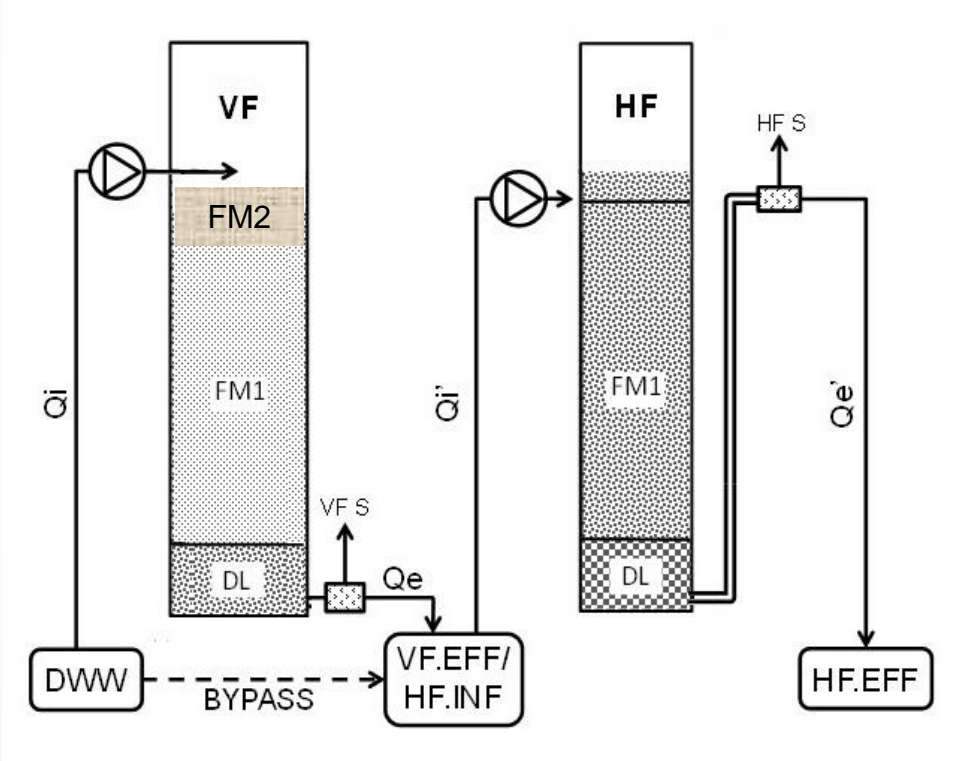 VF
HF
HF S
FM2
FM1
FM1
Qi
Qi'
Qe'
VF S
DL
Qe
DL
DWW
BYPASS
VF.EFF/
HF.INF
HF.EFF